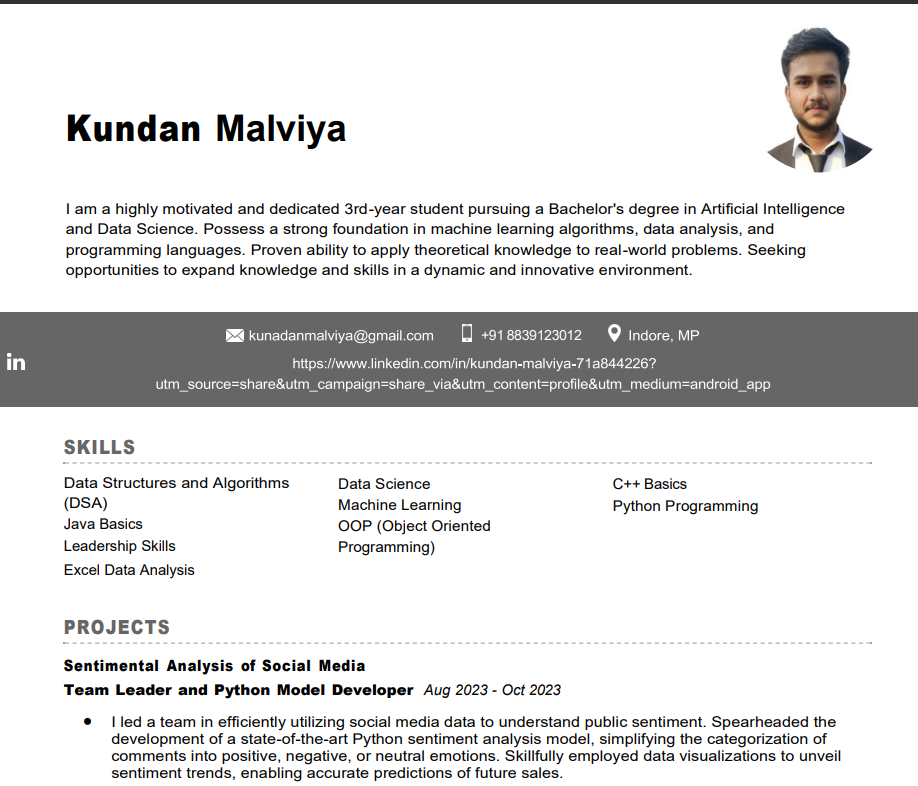 Kundan Malviya
I am a highly motivated and dedicated 3rd-year student pursuing a Bachelor's degree in Artificial Intelligence
and Data Science. Possess a strong foundation in machine learning algorithms, data analysis, and
programming languages. Proven ability to apply theoretical knowledge to real-world problems. Seeking
opportunities to expand knowledge and skills in a dynamic and innovative environment.
kunadanmalviya@gmail.com +91 8839123012 Indore, MP
in https://www.linkedin.com/in/kundan-malviya-71a844226?
utm_source=share&utm_campaign=share_via&utm_content=profile&utm_medium=android_app
SKILLS
Data Structures and Algorithms
(DSA)
Java Basics
Leadership Skills
Excel Data Analysis
Data Science
Machine Learning
OOP (Object Oriented
Programming)
C++ Basics
Python Programming
PROJECTS
Sentimental Analysis of Social Media
Team Leader and Python Model Developer Aug 2023 - Oct 2023
● I led a team in efficiently utilizing social media data to understand public sentiment. Spearheaded the
development of a state-of-the-art Python sentiment analysis model, simplifying the categorization of
comments into positive, negative, or neutral emotions. Skillfully employed data visualizations to unveil
sentiment trends, enabling accurate predictions of future sales.